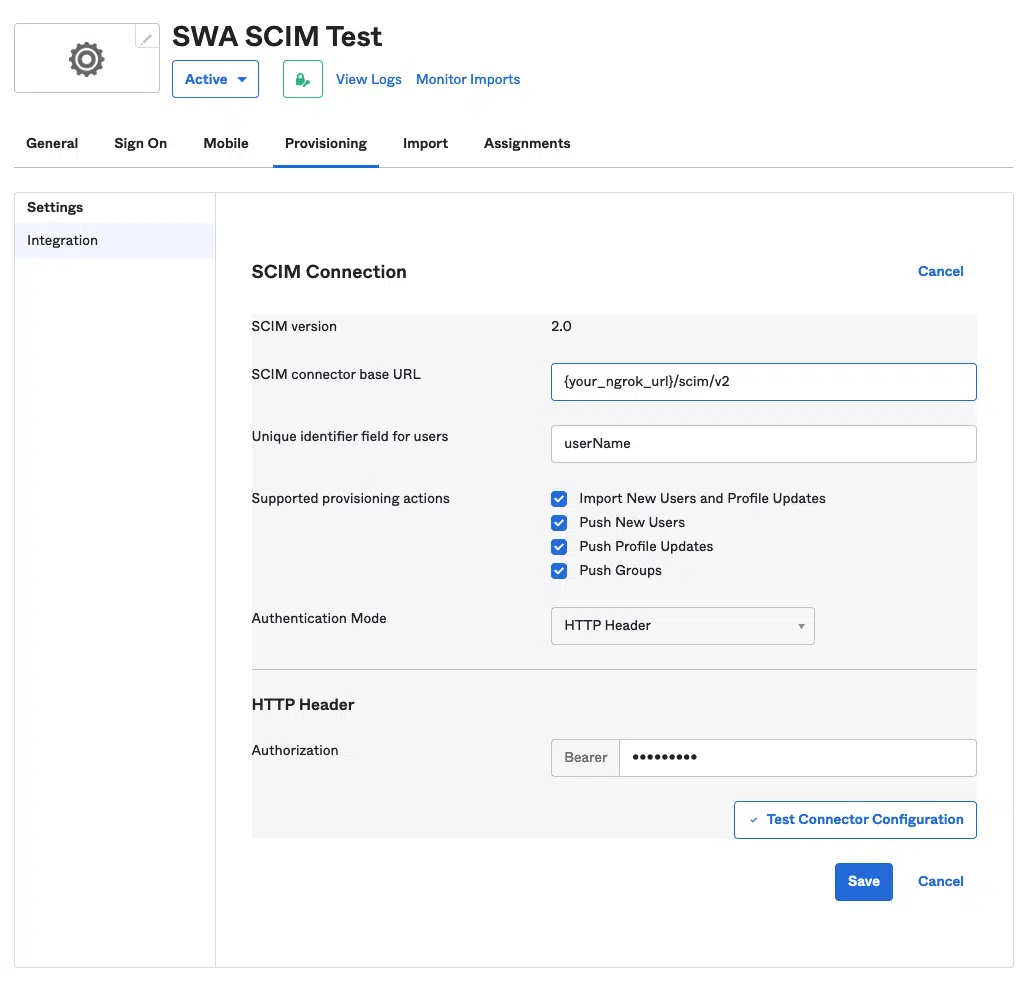 SWA SCIM Test
Active
View Logs
Monitor Imports
General
Sign On
Mobile
Provisioning
Import
Assignments
Settings
Integration
SCIM Connection
Cancel
SCIM version
2.0
SCIM connector base URL
{your_ngrok_url}/scim/v2
Unique identifier field for users
userName
Supported provisioning actions
Import New Users and Profile Updates
Push New Users
Push Profile Updates
Push Groups
Authentication Mode
HTTP Header
HTTP Header
Authorization
Bearer
•••••••••
Test Connector Configuration
Save
Cancel